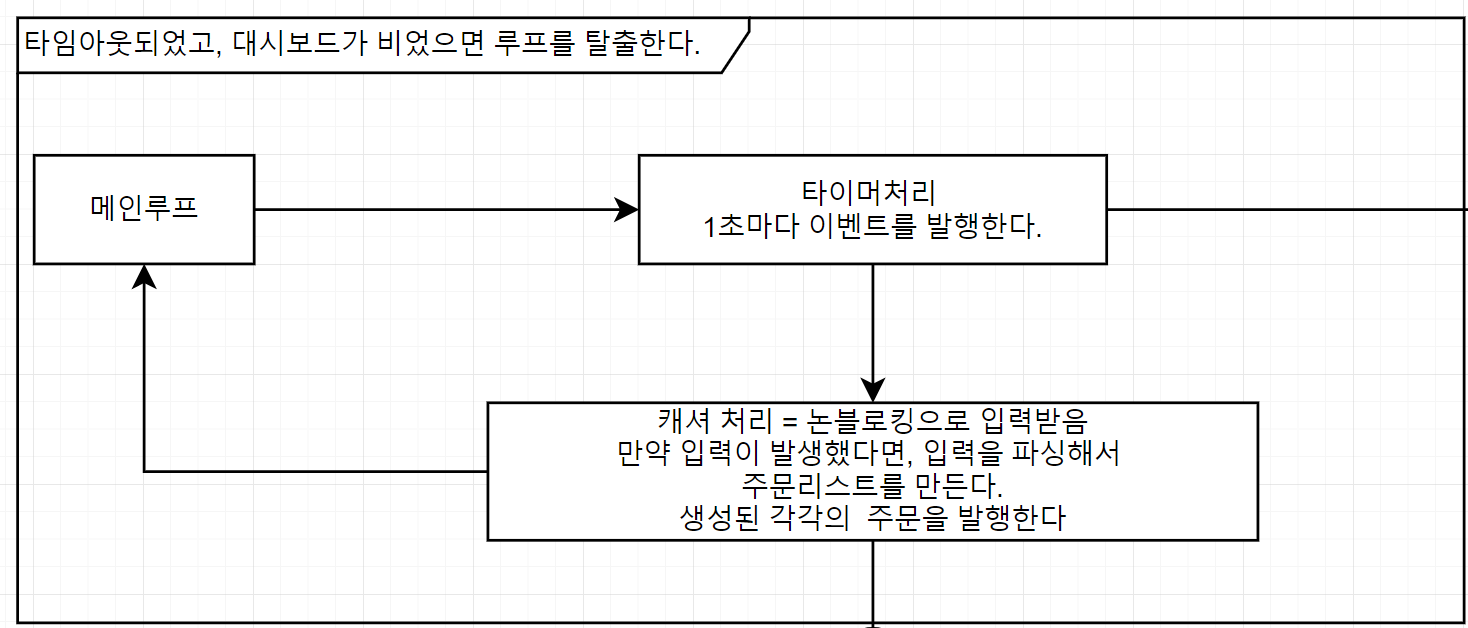 타임아웃되었고, 대시보드가 비었으면 루프를 탈출한다.
메인루프
타이머처리
1초마다 이벤트를 발행한다.
캐셔 처리 = 논블로킹으로 입력받음
만약 입력이 발생했다면, 입력을 파싱해서
주문리스트를 만든다.
생성된 각각의 주문을 발행한다